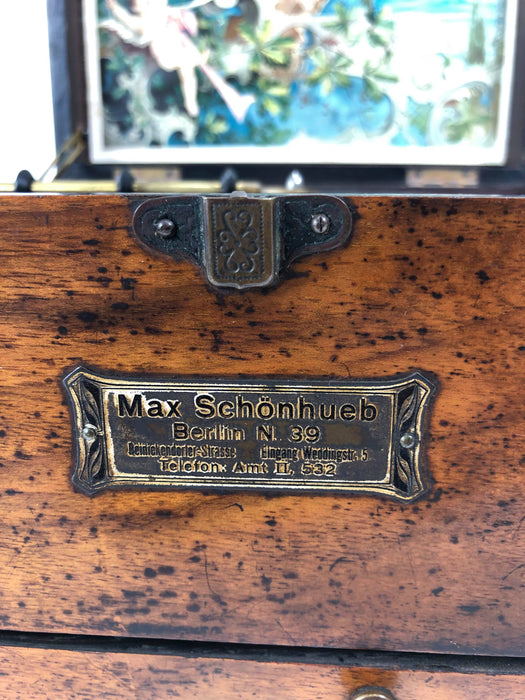 Max Schönhueb
Berlin N. 39
Reinickendorfer-Strasse Eingang Weddingstr. 5
Telefon: Amt II, 532